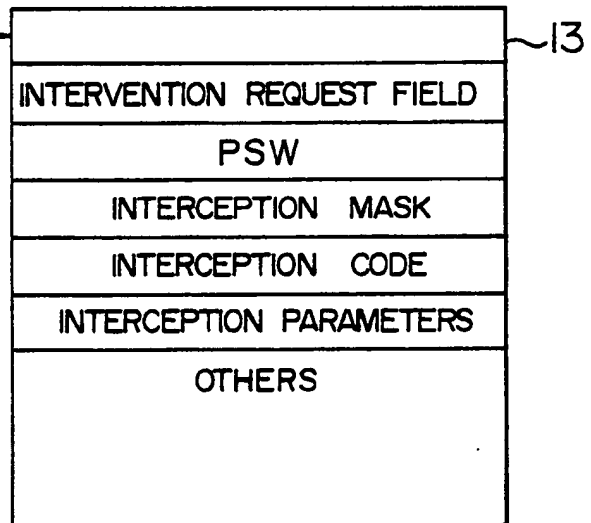 13
INTERVENTION REQUEST FIELD
PSW
INTERCEPTION MASK
INTERCEPTION CODE
INTERCEPTION PARAMETERS
OTHERS